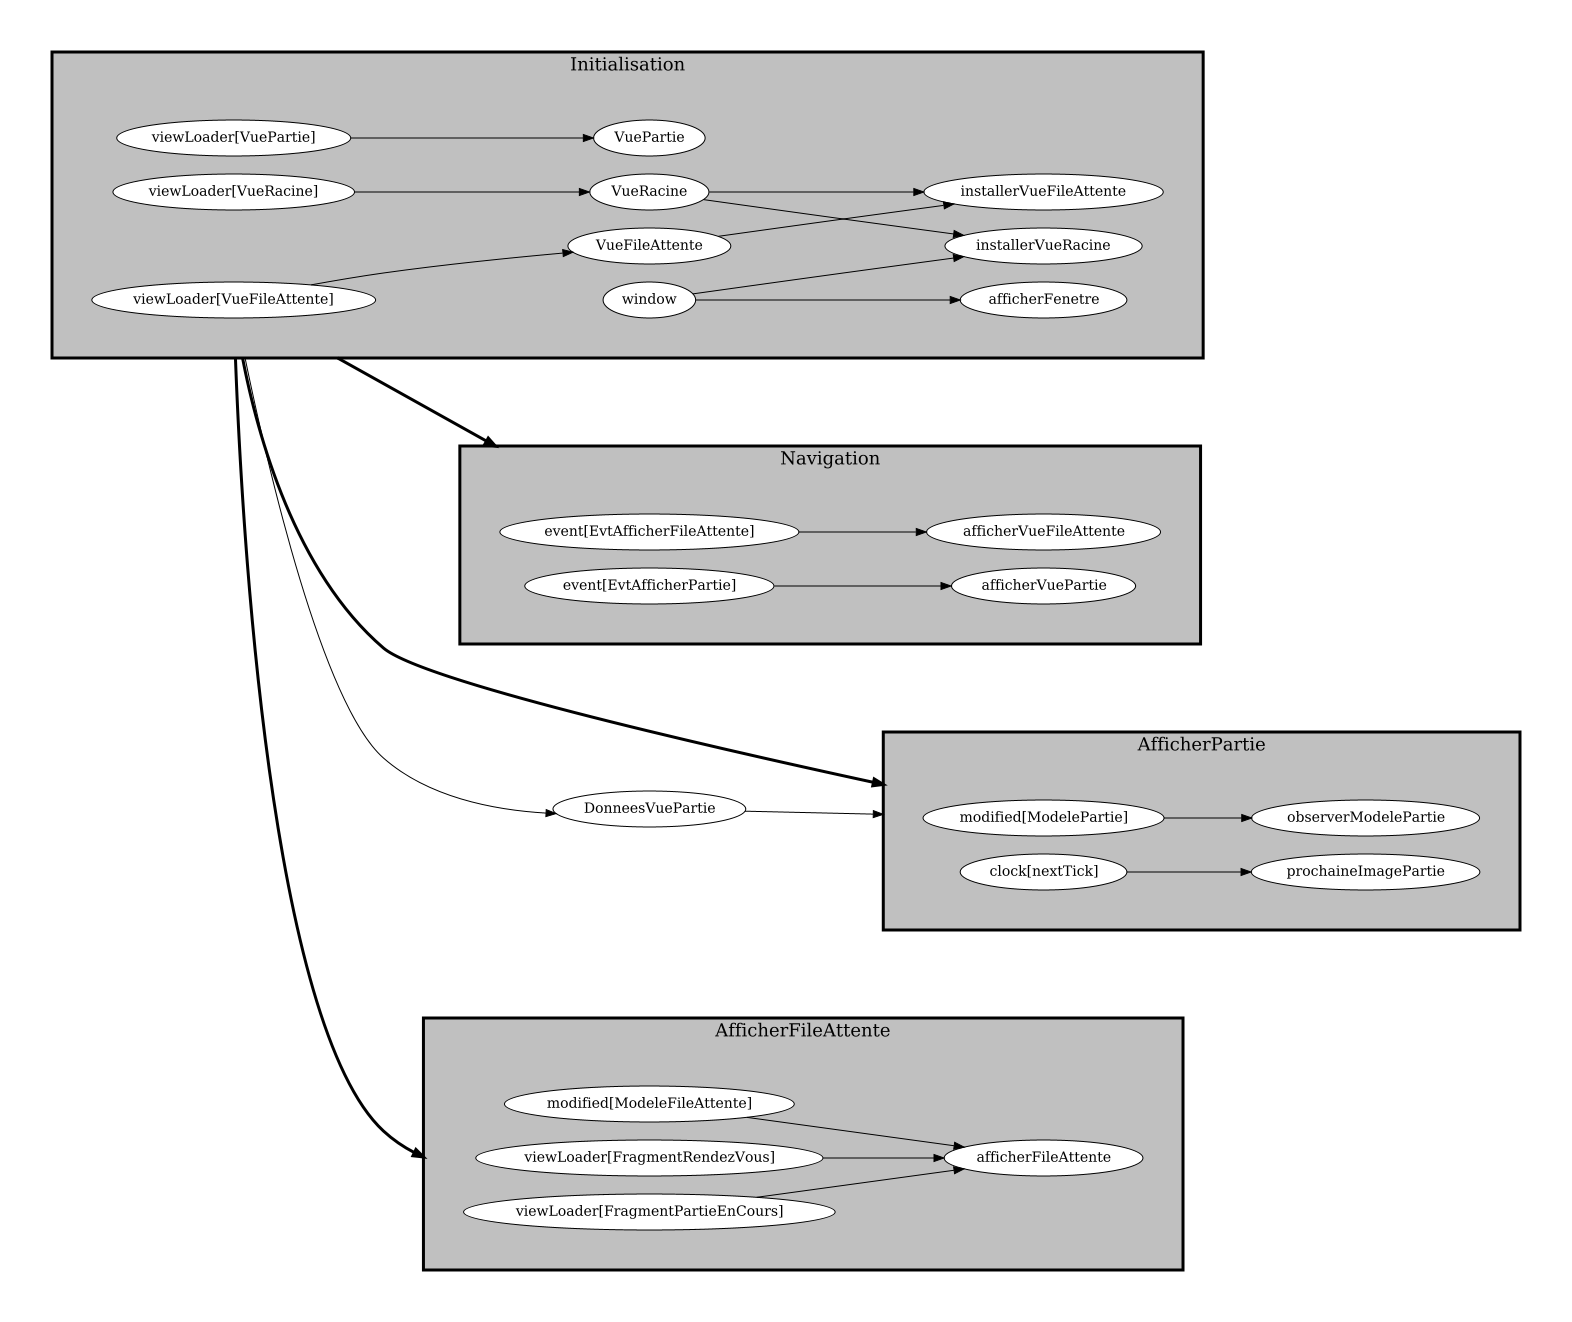 Initialisation
viewLoader[VuePartie]
VuePartie
viewLoader[VueRacine]
VueRacine
installerVueFileAttente
VueFileAttente
installerVueRacine
viewLoader[VueFileAttente]
window
afficherFenetre
Navigation
event[EvtAfficherFileAttente]
afficherVueFileAttente
event[EvtAfficherPartie]
afficherVuePartie
AfficherPartie
DonneesVuePartie
modified[ModelePartie]
observerModelePartie
clock[nextTick]
prochaineImagePartie
AfficherFileAttente
modified[ModeleFileAttente]
viewLoader[FragmentRendezVous]
afficherFileAttente
viewLoader[FragmentPartieEnCours]